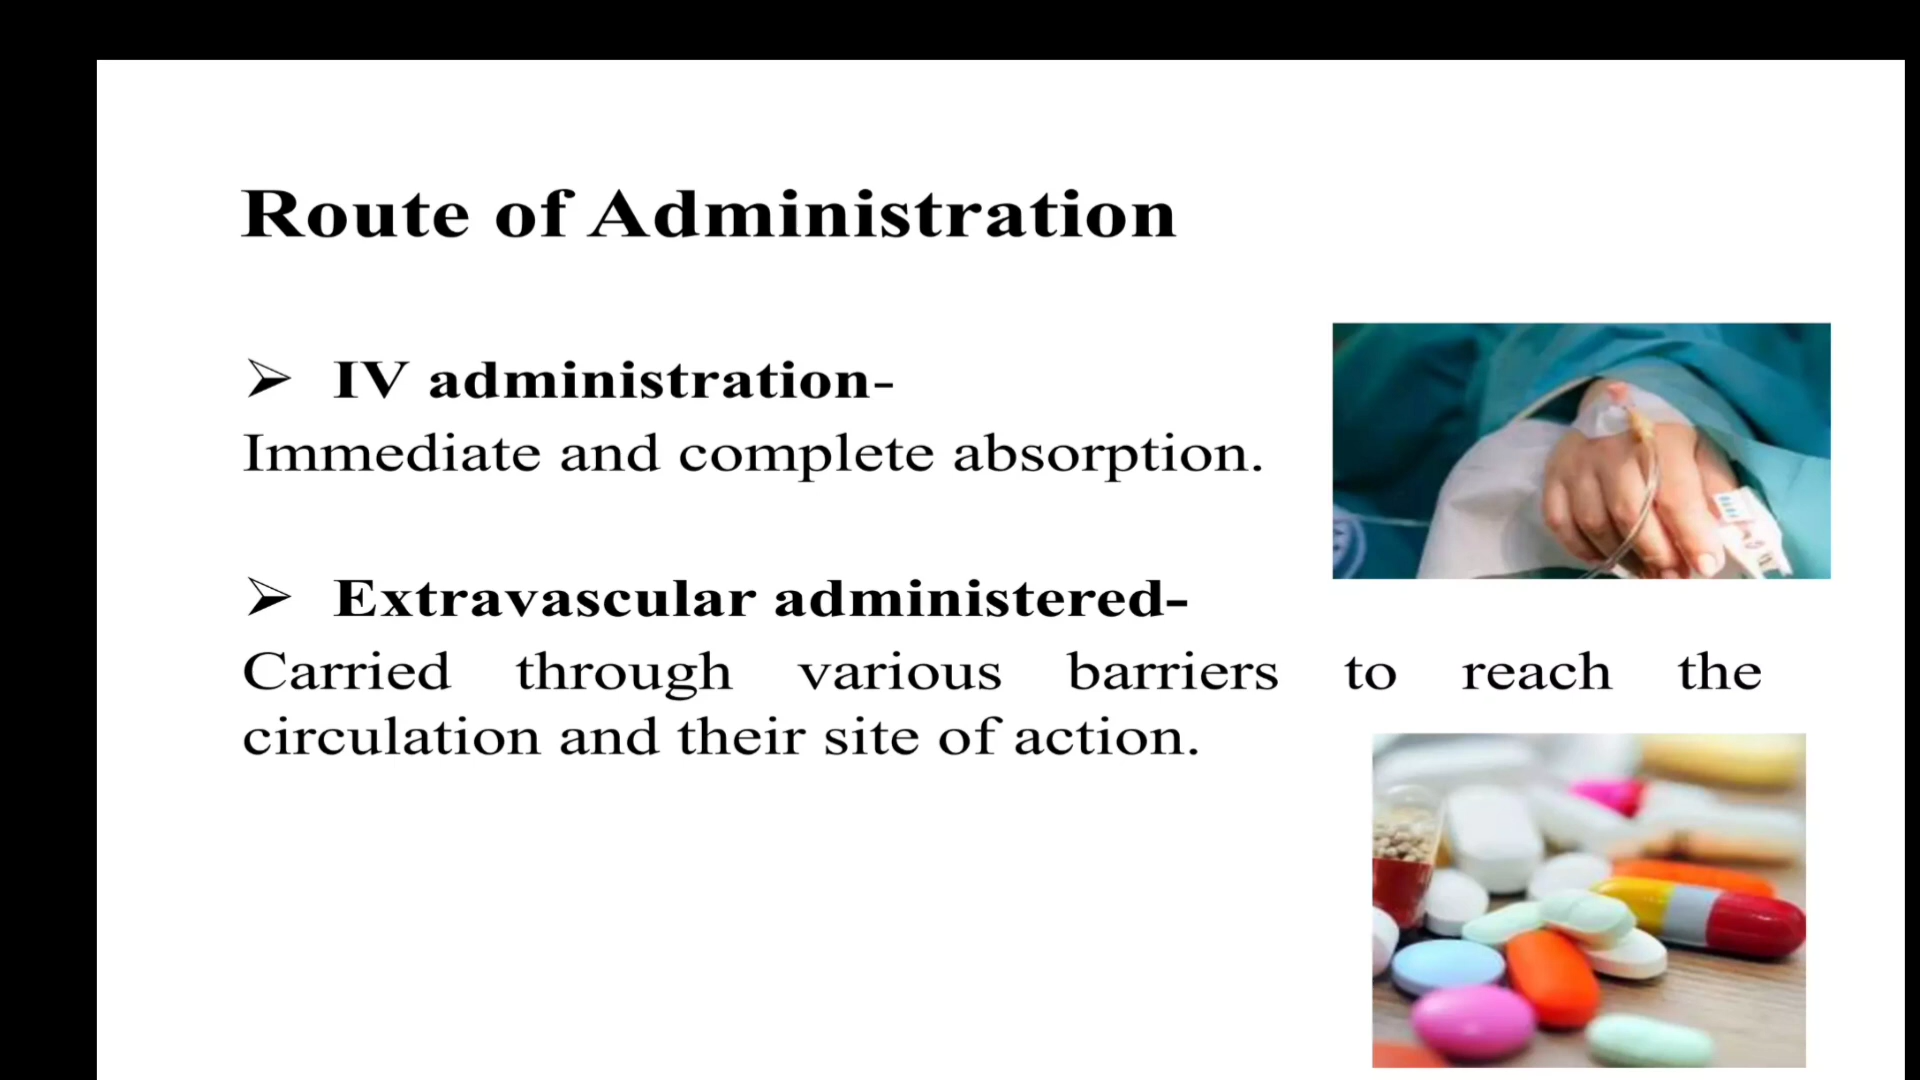 Route of Administration
➢ IV administration-
Immediate and complete absorption.
➢ Extravascular administered-
Carried through various barriers to reach the
circulation and their site of action.